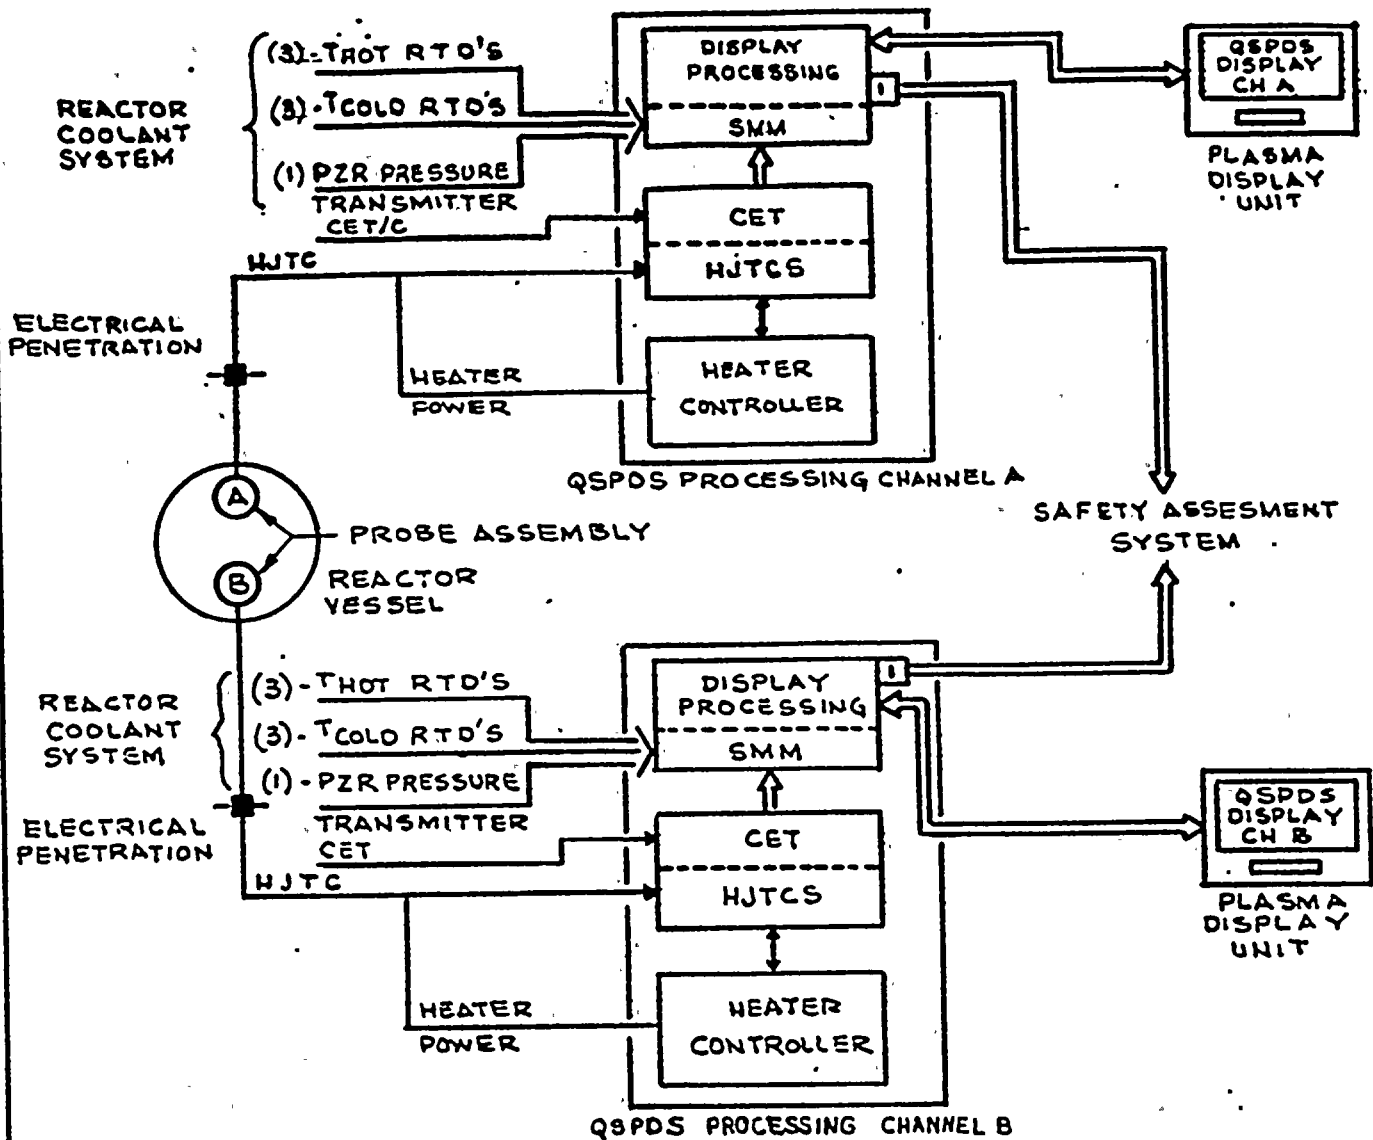 (3)-THOT RTD'S
(3)-TCOLD RTD'S
(1) PZR PRESSURE
TRANSMITTER
CET/C
REACTOR
COOLANT
SYSTEM
HJTC
DISPLAY
PROCESSING
SMM
I
CET
HJTCS
HEATER
CONTROLLER
HEATER
POWER
QSPDS PROCESSING CHANNEL A
QSPDS
DISPLAY
CH A
PLASMA
DISPLAY
UNIT
ELECTRICAL
PENETRATION
A
B
PROBE ASSEMBLY
REACTOR
VESSEL
SAFETY ASSESMENT
SYSTEM
REACTOR
COOLANT
SYSTEM
(3)-THOT RTD'S
(3)-TCOLD RTD'S
(1)-PZR PRESSURE
TRANSMITTER
CET
HJTC
ELECTRICAL
PENETRATION
DISPLAY
PROCESSING
SMM
I
CET
HJTCS
HEATER
CONTROLLER
HEATER
POWER
QSPDS PROCESSING CHANNEL B
QSPDS
DISPLAY
CH B
PLASMA
DISPLAY
UNIT